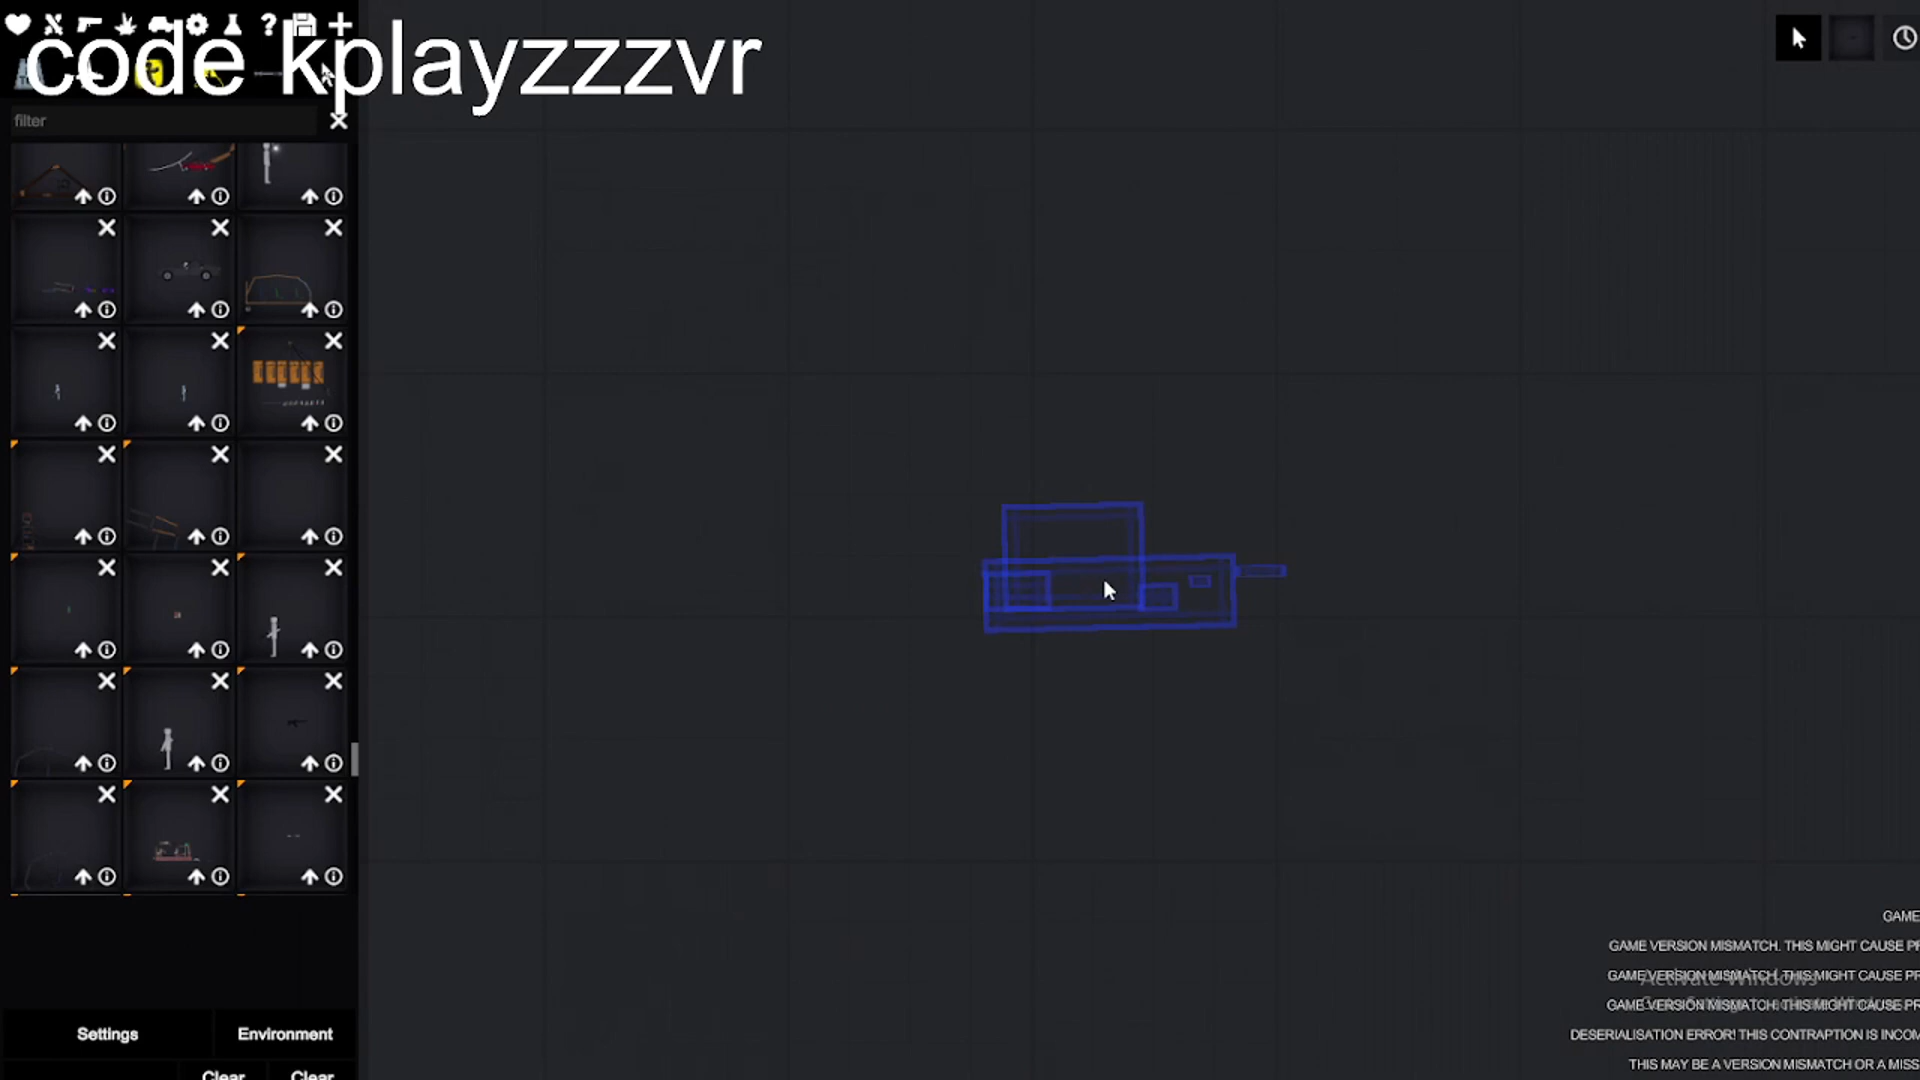 code kplayzzzvr
filter
GAME
GAME VERSION MISMATCH. THIS MIGHT CAUSE PR
GAME VERSION MISMATCH. THIS MIGHT CAUSE PR
Activate Windows
GAME VERSION MISMATCH. THIS MIGHT CAUSE PR
DESERIALISATION ERROR! THIS CONTRAPTION IS INCOM
THIS MAY BE A VERSION MISMATCH OR A MISS
Settings
Environment
Clear
Clear